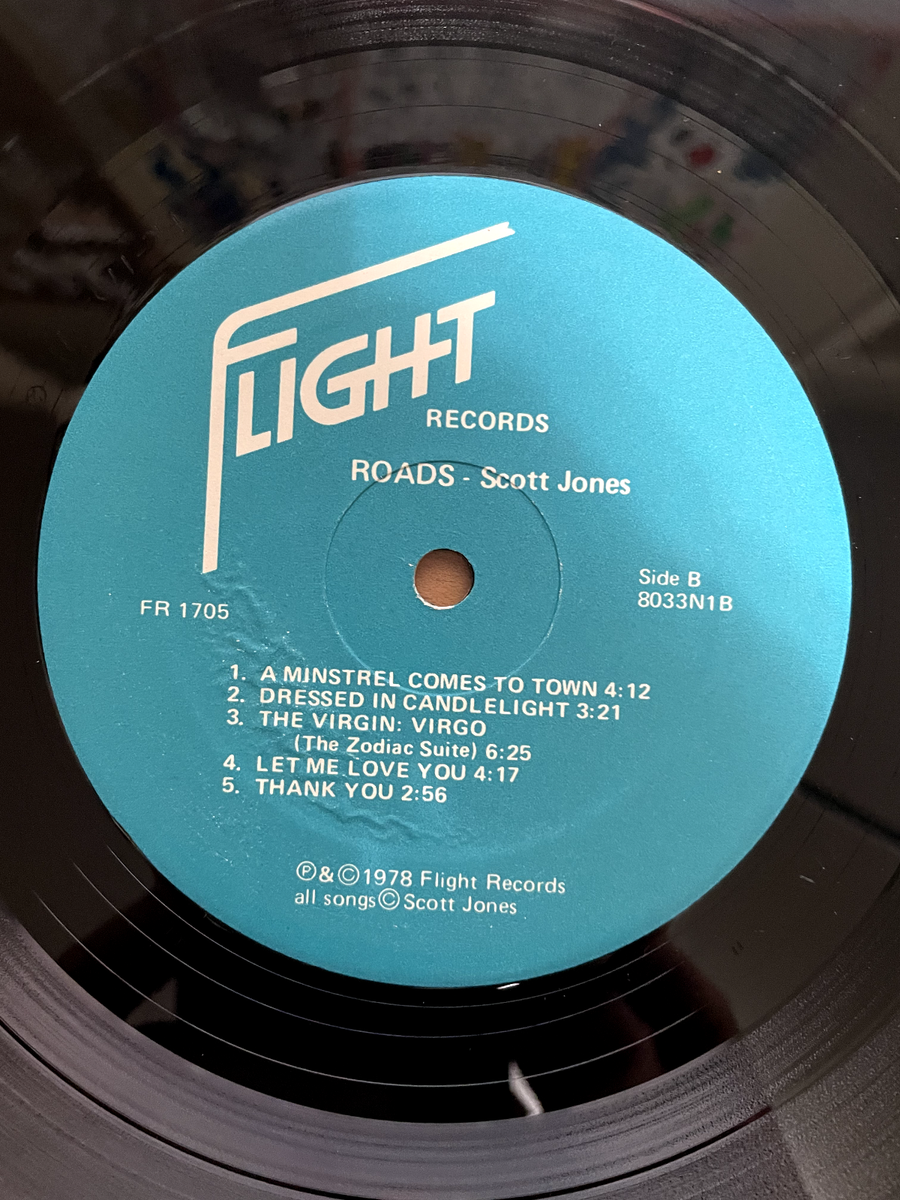 FLIGHT
RECORDS
ROADS - Scott Jones
Side B
FR 1705
8033N1B
1. A MINSTREL COMES TO TOWN 4:12
2. DRESSED IN CANDLELIGHT 3:21
3. THE VIRGIN: VIRGO
(The Zodiac Suite) 6:25
4. LET ME LOVE YOU 4:17
5. THANK YOU 2:56
℗&©1978 Flight Records
all songs©Scott Jones